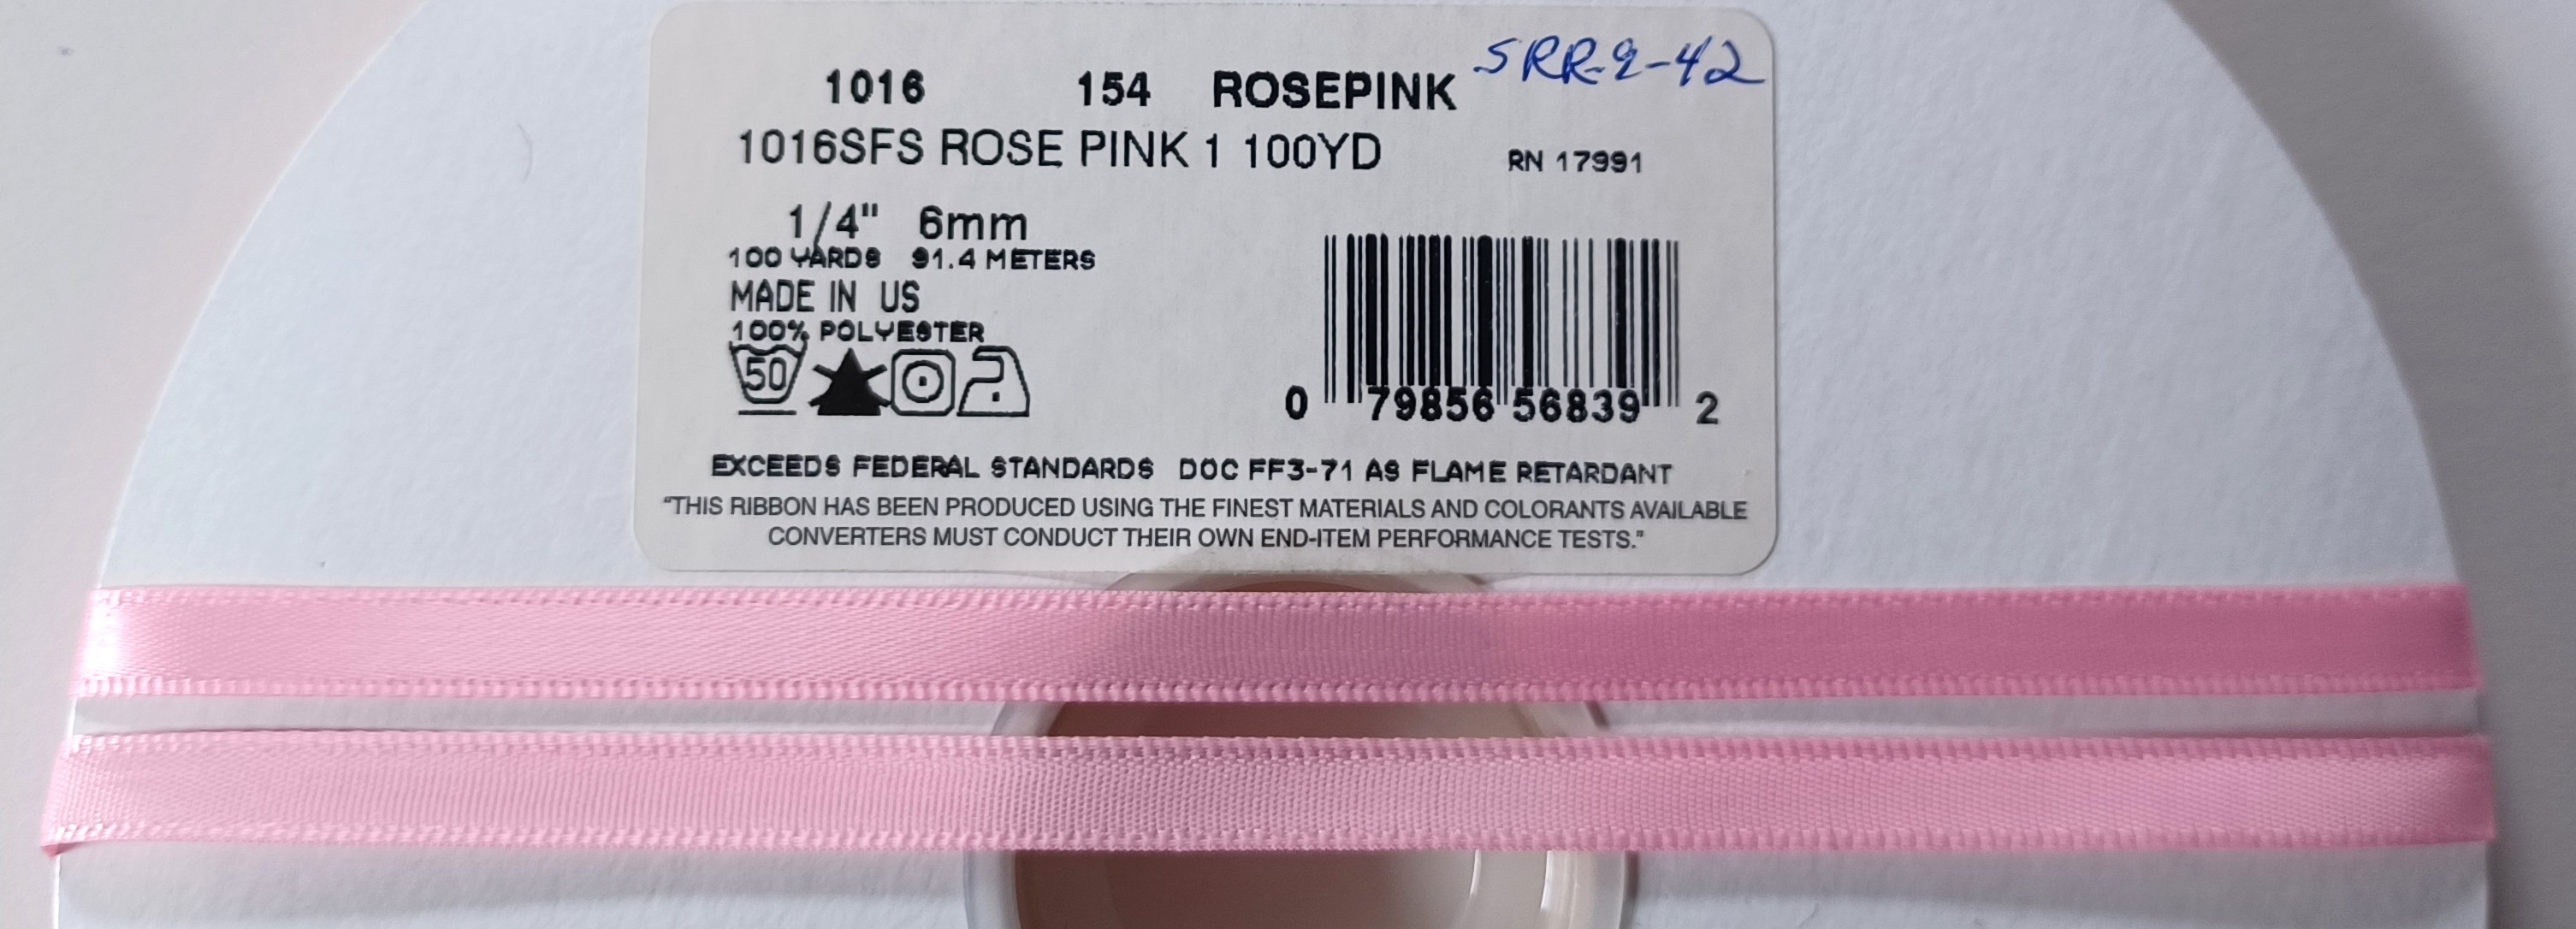 1016 154 ROSEPINK SRR-2-42
1016SFS ROSE PINK 1 100YD RN 17991
1/4" 6mm
100 YARDS 91.4 METERS
MADE IN US
100% POLYESTER
50
0 79856 56839 2
EXCEEDS FEDERAL STANDARDS DOC FF3-71 AS FLAME RETARDANT
"THIS RIBBON HAS BEEN PRODUCED USING THE FINEST MATERIALS AND COLORANTS AVAILABLE
CONVERTERS MUST CONDUCT THEIR OWN END-ITEM PERFORMANCE TESTS."